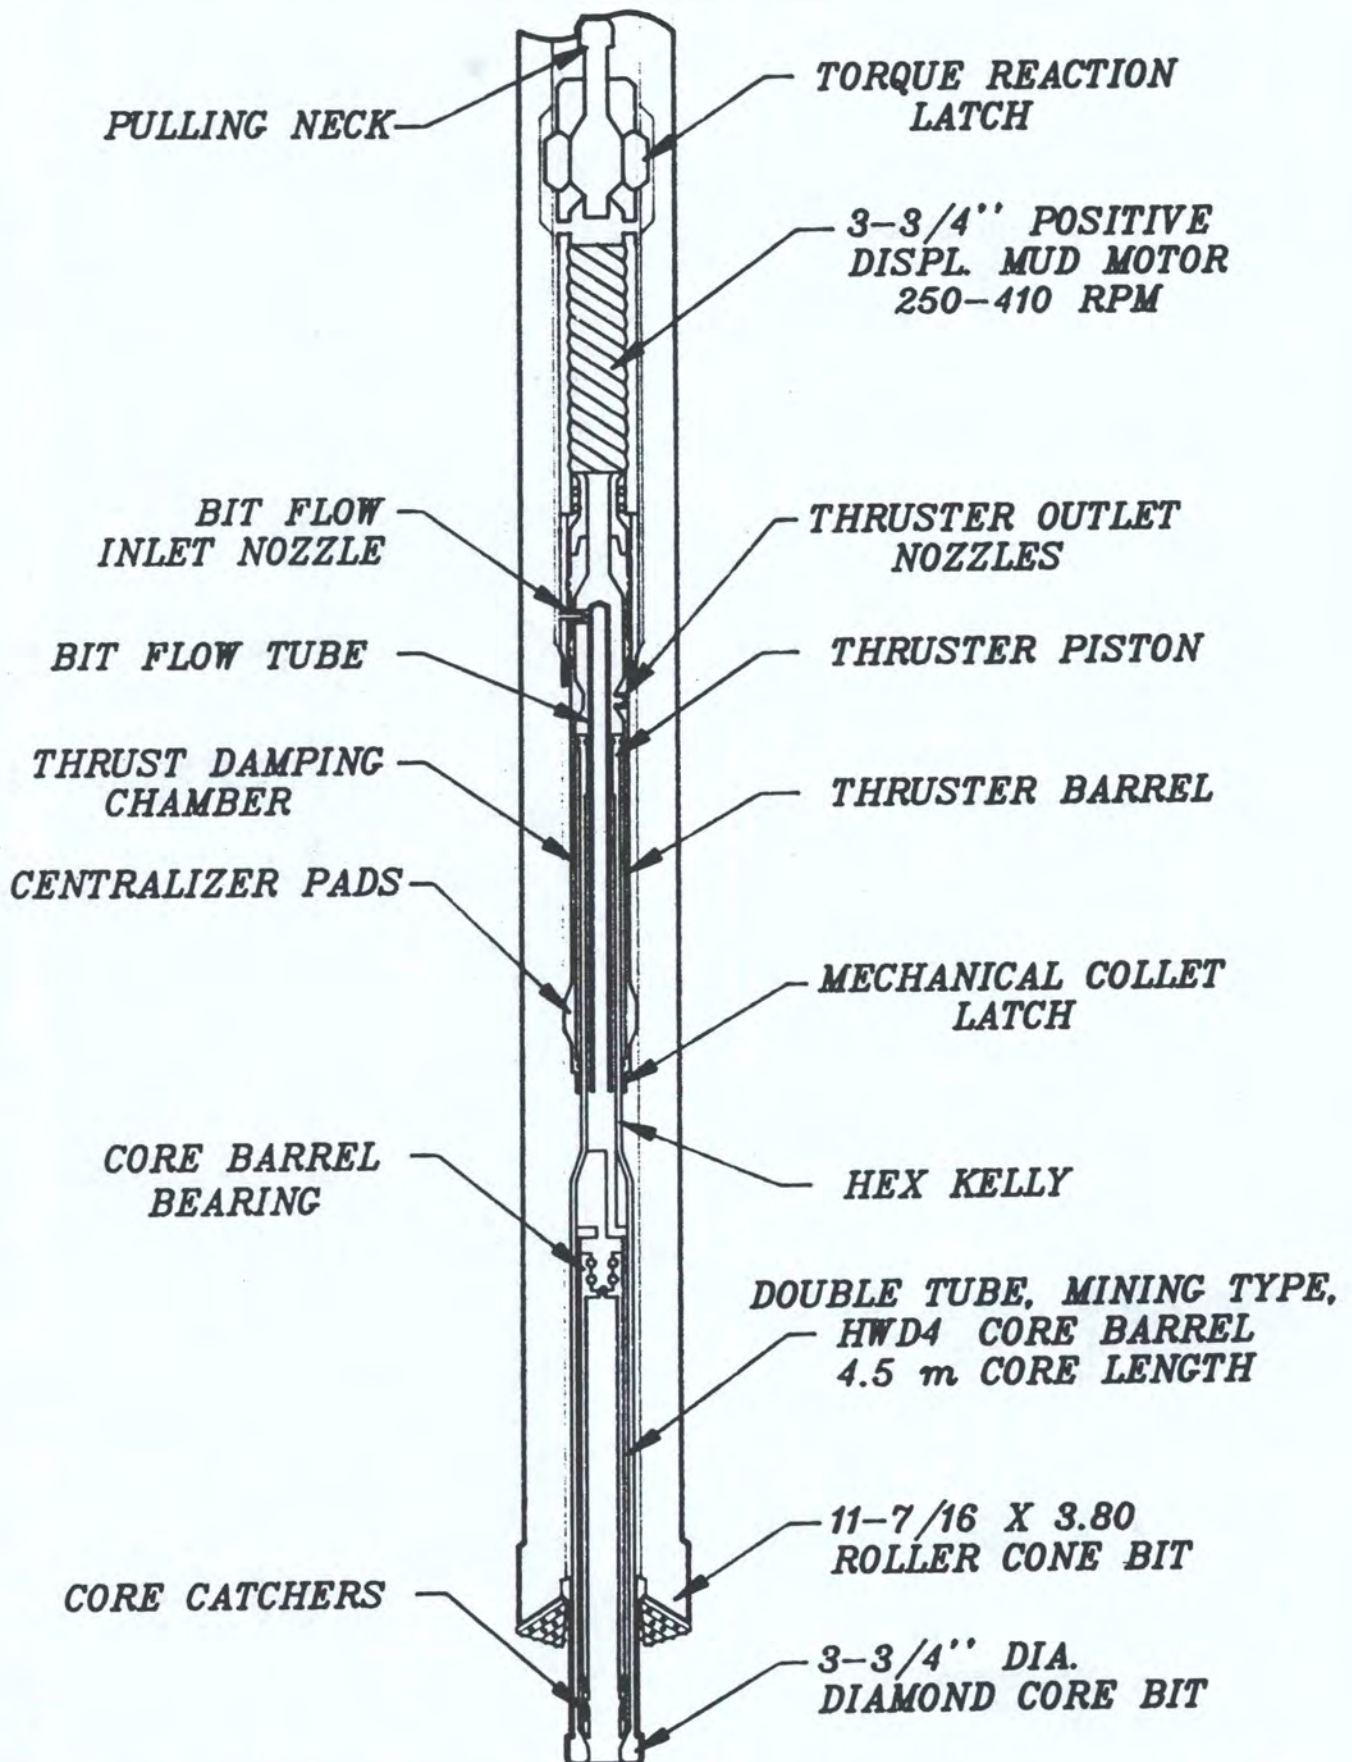 TORQUE REACTION
LATCH
PULLING NECK
3-3/4'' POSITIVE
DISPL. MUD MOTOR
250-410 RPM
BIT FLOW
INLET NOZZLE
THRUSTER OUTLET
NOZZLES
BIT FLOW TUBE
THRUSTER PISTON
THRUST DAMPING
CHAMBER
THRUSTER BARREL
CENTRALIZER PADS
MECHANICAL COLLET
LATCH
CORE BARREL
BEARING
HEX KELLY
DOUBLE TUBE, MINING TYPE,
HWD4 CORE BARREL
4.5 m CORE LENGTH
11-7/16 X 3.80
ROLLER CONE BIT
CORE CATCHERS
3-3/4'' DIA.
DIAMOND CORE BIT